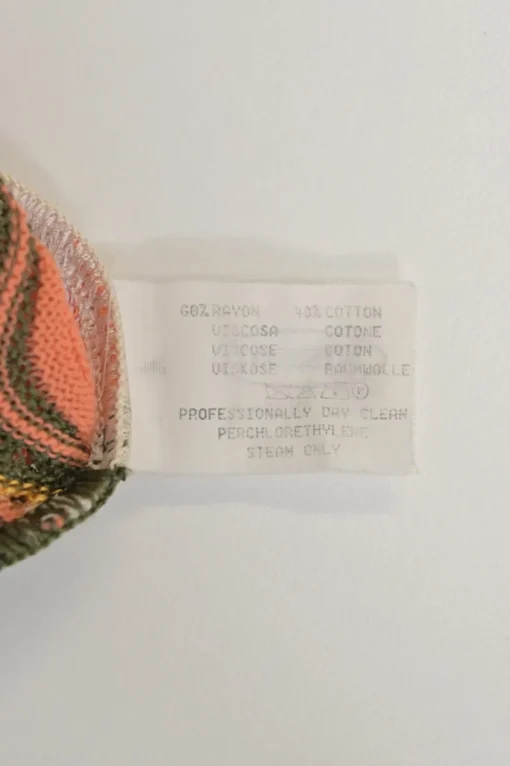 60% RAYON 40% COTTON
VISCOSA COTONE
VISCOSE COTON
VISKOSE BAUMWOLLE
PROFESSIONALLY DRY CLEAN
PERCHLORETHYLENE
STEAM ONLY